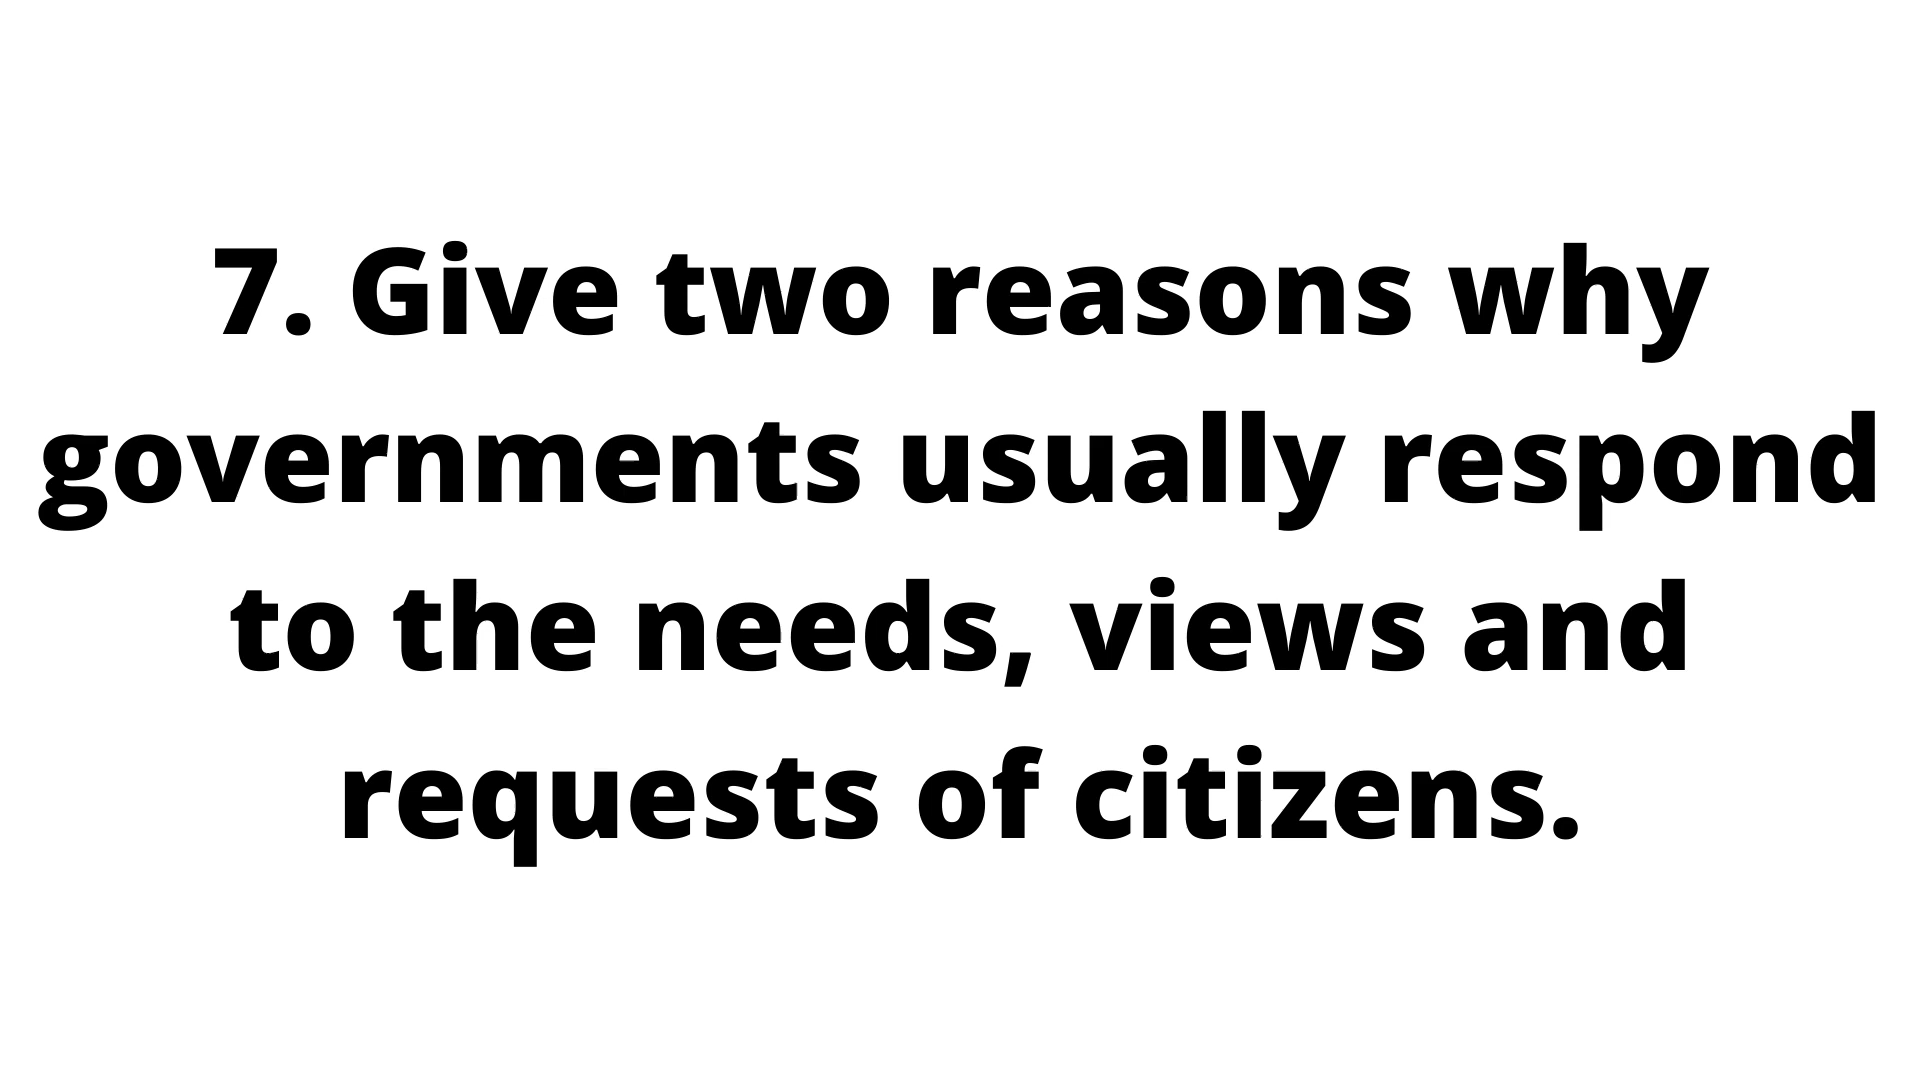 7. Give two reasons why
governments usually respond
to the needs, views and
requests of citizens.